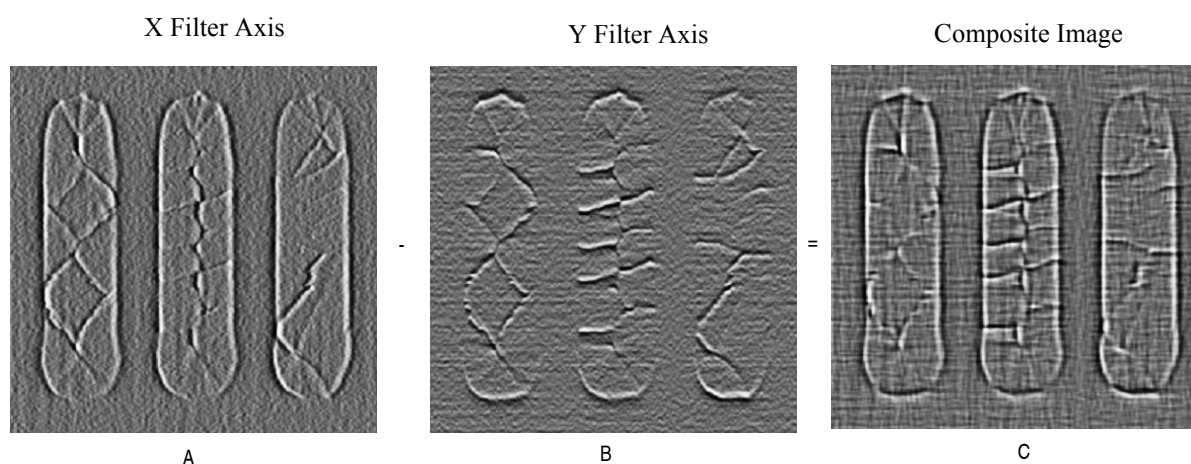 X Filter Axis
Y Filter Axis
Composite Image
-
=
A
B
C